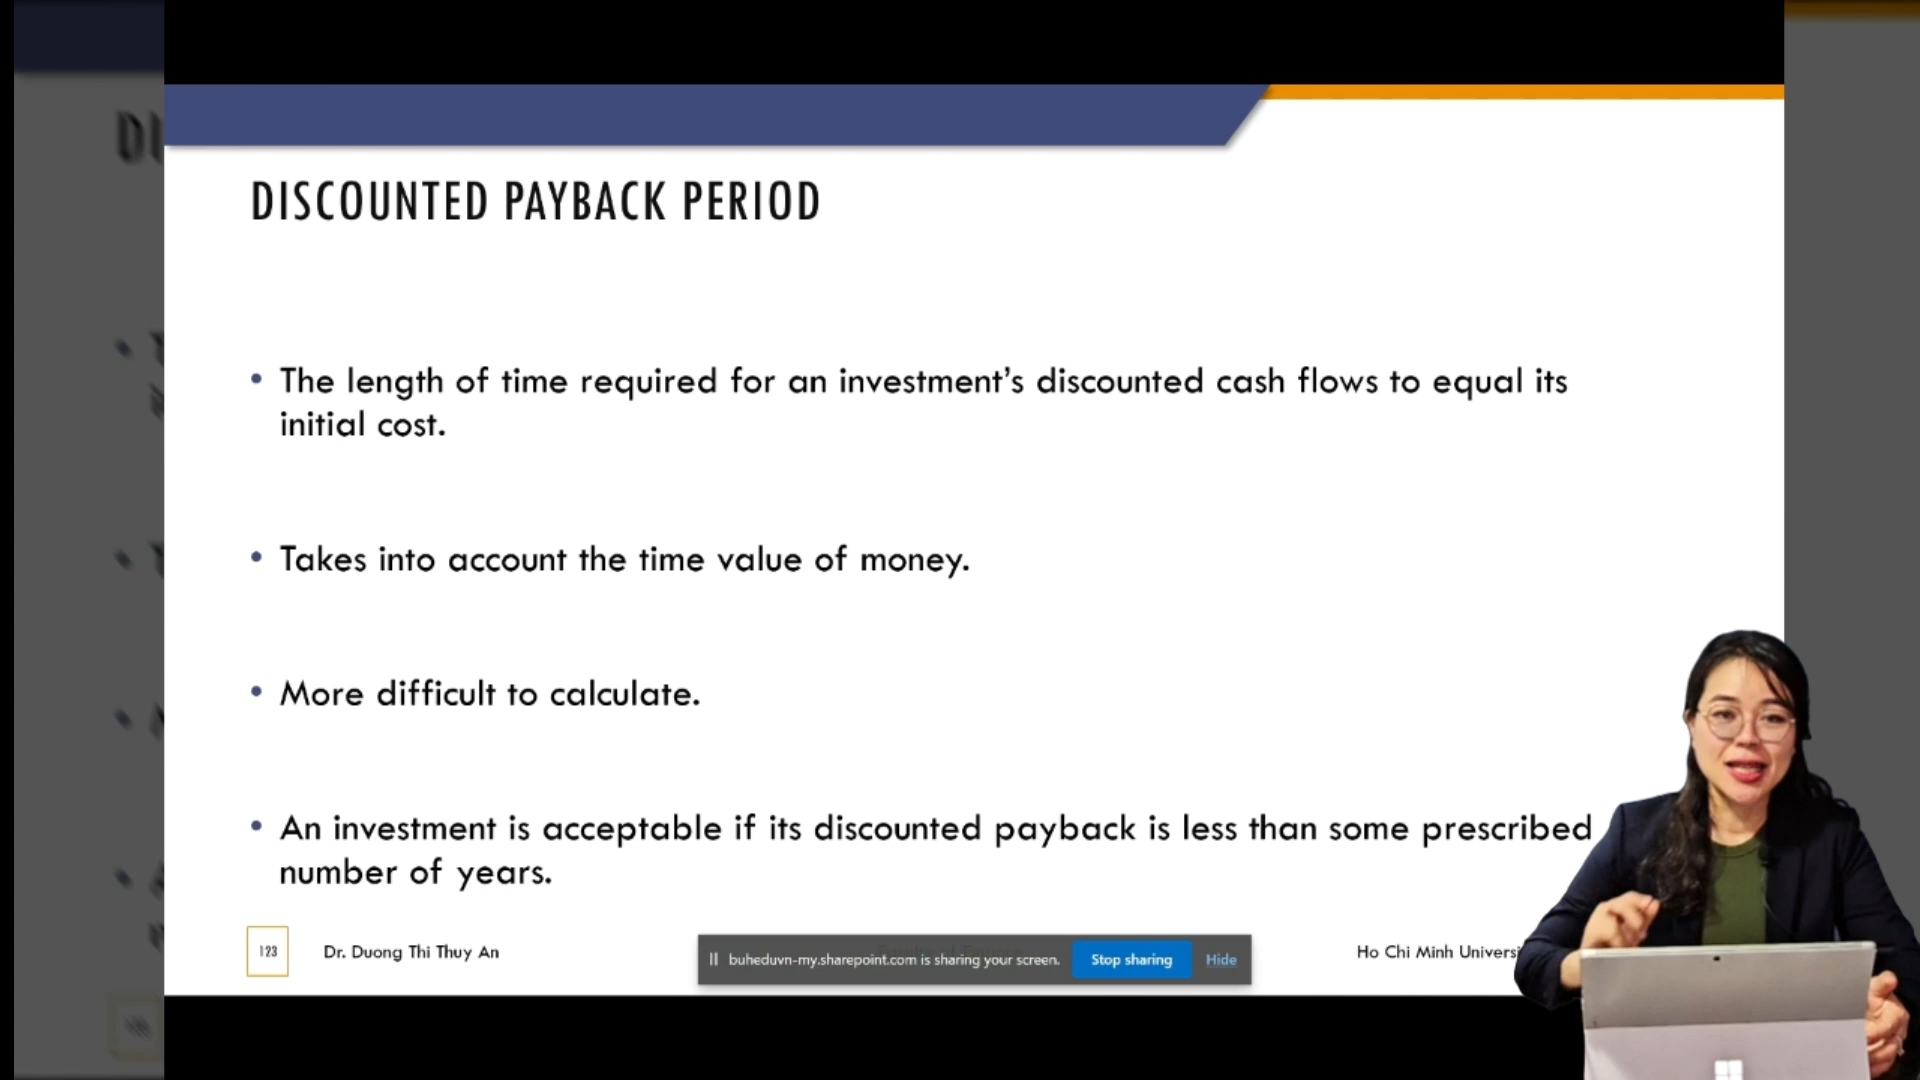 DISCOUNTED PAYBACK PERIOD
• The length of time required for an investment’s discounted cash flows to equal its
initial cost.
• Takes into account the time value of money.
• More difficult to calculate.
• An investment is acceptable if its discounted payback is less than some prescribed
number of years.
123
Dr. Duong Thi Thuy An
buheduvn-my.sharepoint.com is sharing your screen.
Stop sharing
Hide
Ho Chi Minh